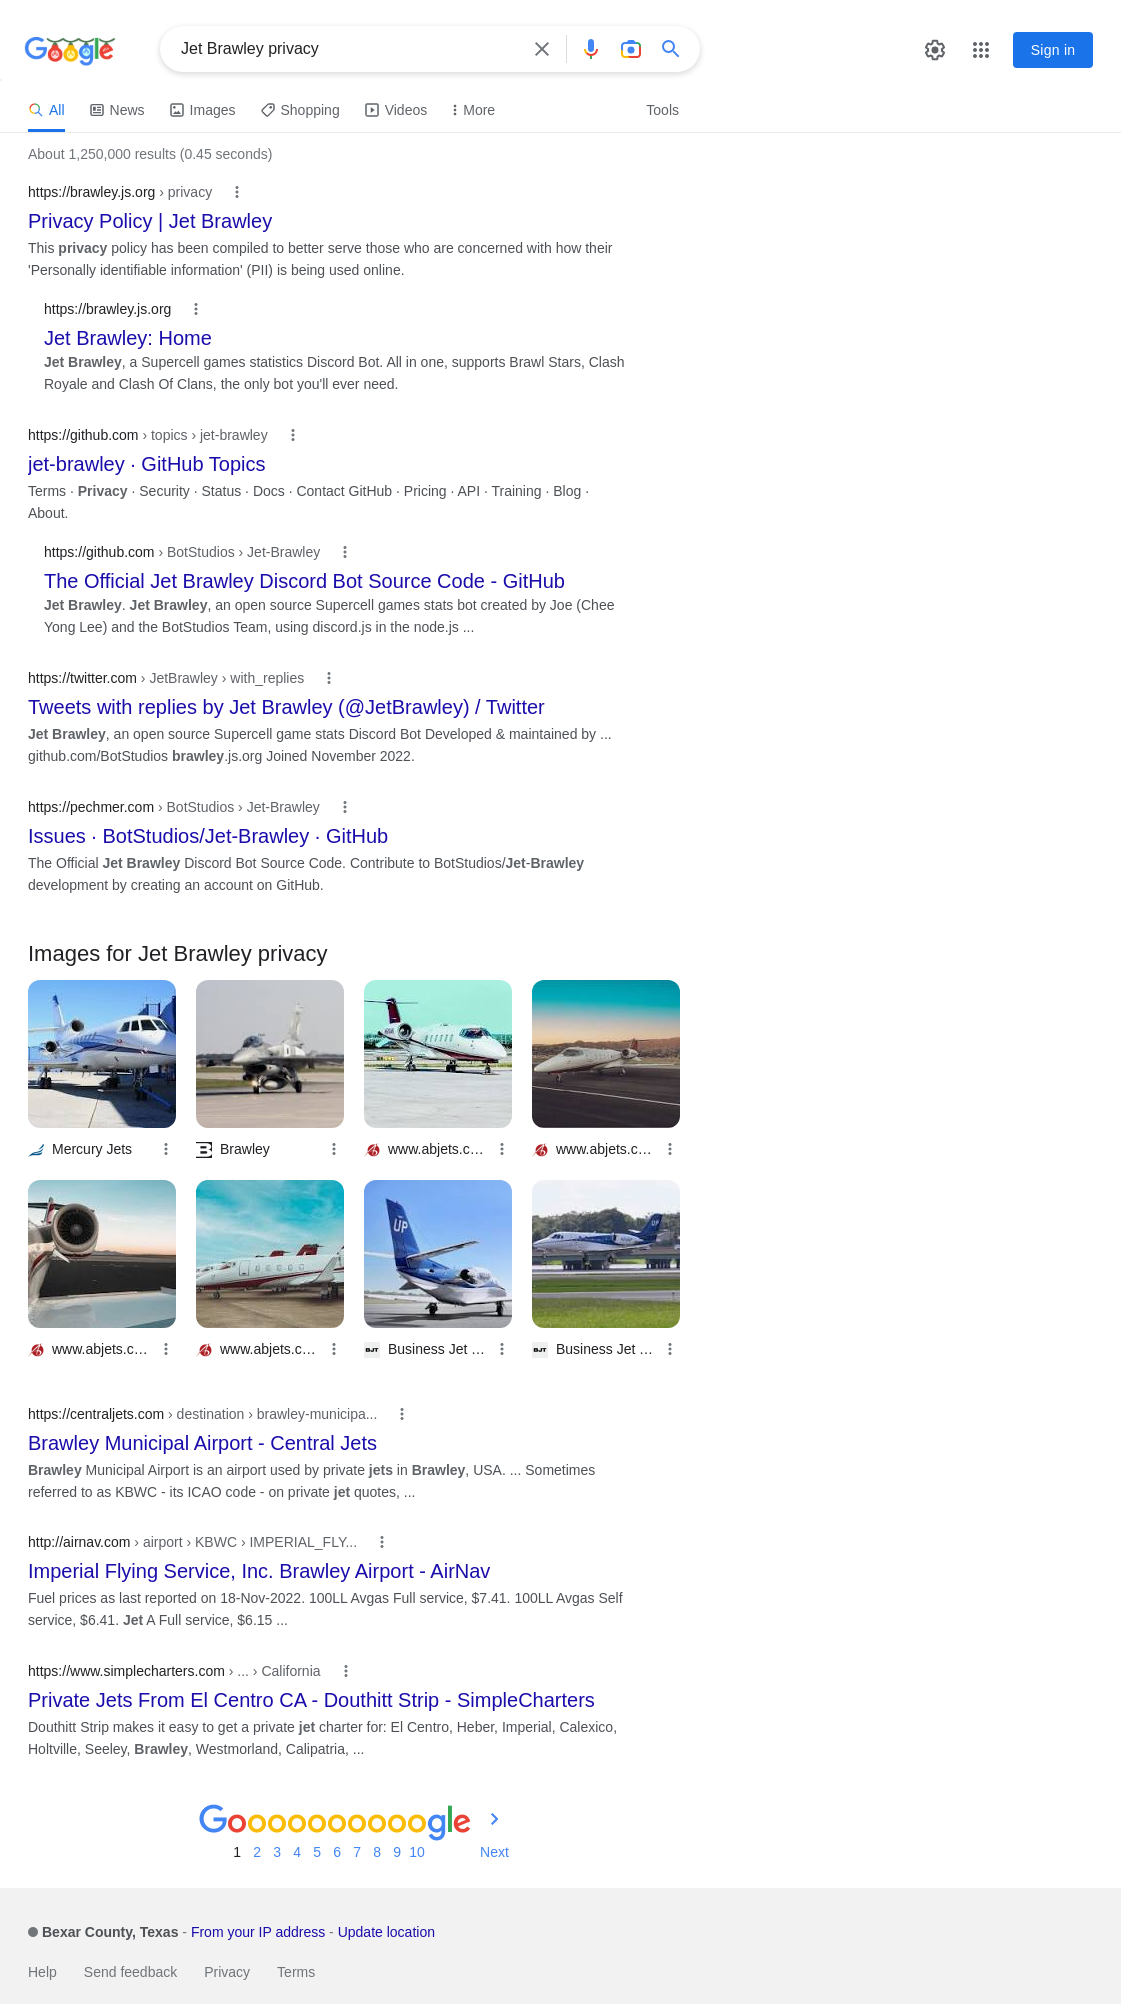 Google
Jet Brawley privacy
Sign in
All
News
Images
Shopping
Videos
More
Tools
About 1,250,000 results (0.45 seconds)
https://brawley.js.org › privacy
Privacy Policy | Jet Brawley
This privacy policy has been compiled to better serve those who are concerned with how their
'Personally identifiable information' (PII) is being used online.
https://brawley.js.org
Jet Brawley: Home
Jet Brawley, a Supercell games statistics Discord Bot. All in one, supports Brawl Stars, Clash
Royale and Clash Of Clans, the only bot you'll ever need.
https://github.com › topics › jet-brawley
jet-brawley · GitHub Topics
Terms · Privacy · Security · Status · Docs · Contact GitHub · Pricing · API · Training · Blog ·
About.
https://github.com › BotStudios › Jet-Brawley
The Official Jet Brawley Discord Bot Source Code - GitHub
Jet Brawley. Jet Brawley, an open source Supercell games stats bot created by Joe (Chee
Yong Lee) and the BotStudios Team, using discord.js in the node.js ...
https://twitter.com › JetBrawley › with_replies
Tweets with replies by Jet Brawley (@JetBrawley) / Twitter
Jet Brawley, an open source Supercell game stats Discord Bot Developed & maintained by ...
github.com/BotStudios brawley.js.org Joined November 2022.
https://pechmer.com › BotStudios › Jet-Brawley
Issues · BotStudios/Jet-Brawley · GitHub
The Official Jet Brawley Discord Bot Source Code. Contribute to BotStudios/Jet-Brawley
development by creating an account on GitHub.
Images for Jet Brawley privacy
Mercury Jets
Brawley
www.abjets.c...
www.abjets.c...
UP
UP
www.abjets.c...
www.abjets.c...
BJT
Business Jet ...
BJT
Business Jet ...
https://centraljets.com › destination › brawley-municipa...
Brawley Municipal Airport - Central Jets
Brawley Municipal Airport is an airport used by private jets in Brawley, USA. ... Sometimes
referred to as KBWC - its ICAO code - on private jet quotes, ...
http://airnav.com › airport › KBWC › IMPERIAL_FLY...
Imperial Flying Service, Inc. Brawley Airport - AirNav
Fuel prices as last reported on 18-Nov-2022. 100LL Avgas Full service, $7.41. 100LL Avgas Self
service, $6.41. Jet A Full service, $6.15 ...
https://www.simplecharters.com › ... › California
Private Jets From El Centro CA - Douthitt Strip - SimpleCharters
Douthitt Strip makes it easy to get a private jet charter for: El Centro, Heber, Imperial, Calexico,
Holtville, Seeley, Brawley, Westmorland, Calipatria, ...
Goooooooooogle
1 2 3 4 5 6 7 8 9 10 Next
Bexar County, Texas - From your IP address - Update location
Help Send feedback Privacy Terms